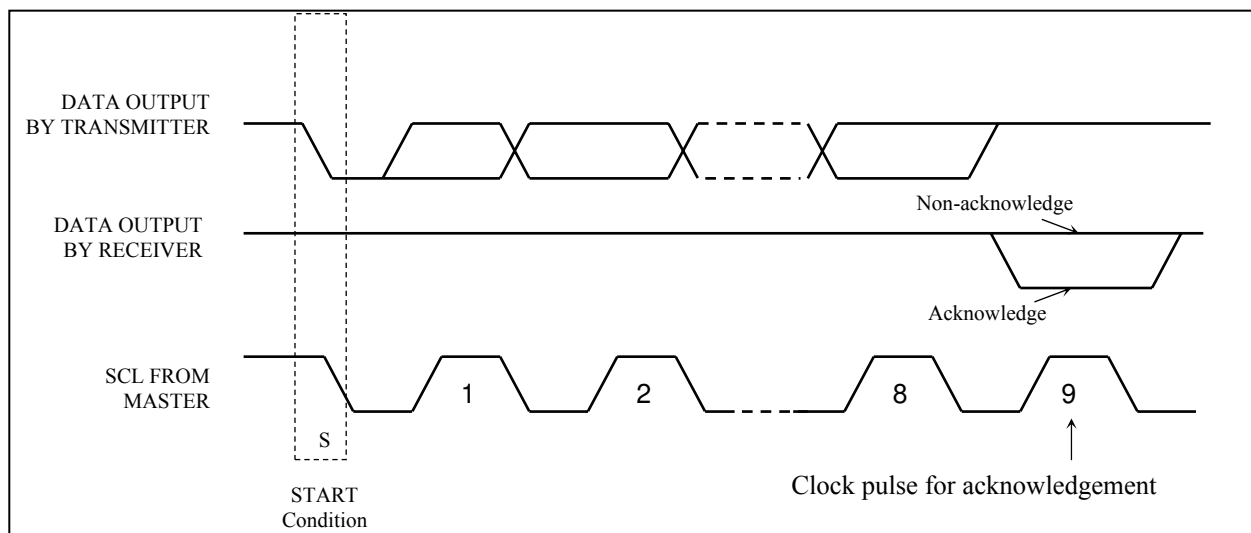 DATA OUTPUT
BY TRANSMITTER
Non-acknowledge
DATA OUTPUT
BY RECEIVER
Acknowledge
SCL FROM
MASTER
1
2
8
9
S
START
Condition
Clock pulse for acknowledgement